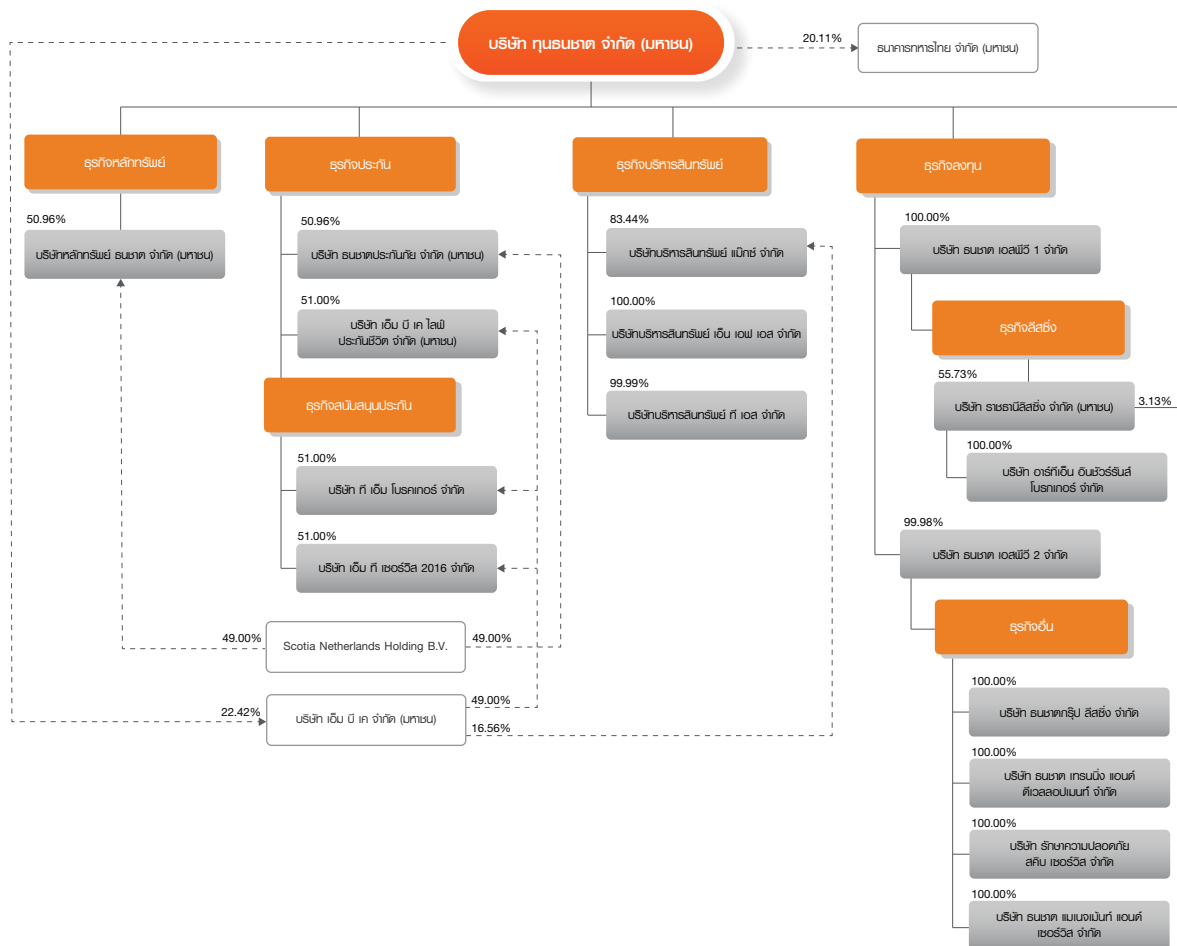 บริษัท ทุนธนชาต จำกัด (มหาชน)
20.11%
ธนาคารทหารไทย จำกัด (มหาชน)
ธุรกิจหลักทรัพย์
50.96%
บริษัทหลักทรัพย์ ธนชาต จำกัด (มหาชน)
ธุรกิจประกัน
50.96%
บริษัท ธนชาตประกันภัย จำกัด (มหาชน)
51.00%
บริษัท เอ็ม บี เค ไลฟ์
ประกันชีวิต จำกัด (มหาชน)
ธุรกิจสนับสนุนประกัน
51.00%
บริษัท ที เอ็ม โบรคเกอร์ จำกัด
51.00%
บริษัท เอ็ม ที เซอร์วิส 2016 จำกัด
49.00%
Scotia Netherlands Holding B.V.
49.00%
22.42%
บริษัท เอ็ม บี เค จำกัด (มหาชน)
49.00%
16.56%
ธุรกิจบริหารสินทรัพย์
83.44%
บริษัทบริหารสินทรัพย์ แม๊กซ์ จำกัด
100.00%
บริษัทบริหารสินทรัพย์ เอ็น เอฟ เอส จำกัด
99.99%
บริษัทบริหารสินทรัพย์ ที เอส จำกัด
ธุรกิจลงทุน
100.00%
บริษัท ธนชาต เอสพีวี 1 จำกัด
ธุรกิจลีสซิ่ง
55.73%
บริษัท ราชธานีลิสซิ่ง จำกัด (มหาชน)
3.13%
100.00%
บริษัท อาร์ทีเอ็น อินชัวร์รันส์
โบรกเกอร์ จำกัด
99.98%
บริษัท ธนชาต เอสพีวี 2 จำกัด
ธุรกิจอื่น
100.00%
บริษัท ธนชาตกรุ๊ป ลีสซิ่ง จำกัด
100.00%
บริษัท ธนชาต เทรนนิ่ง แอนด์
ดีเวลลอปเมนท์ จำกัด
100.00%
บริษัท รักษาความปลอดภัย
สคิบ เซอร์วิส จำกัด
100.00%
บริษัท ธนชาต แมเนจเม้นท์ แอนด์
เซอร์วิส จำกัด